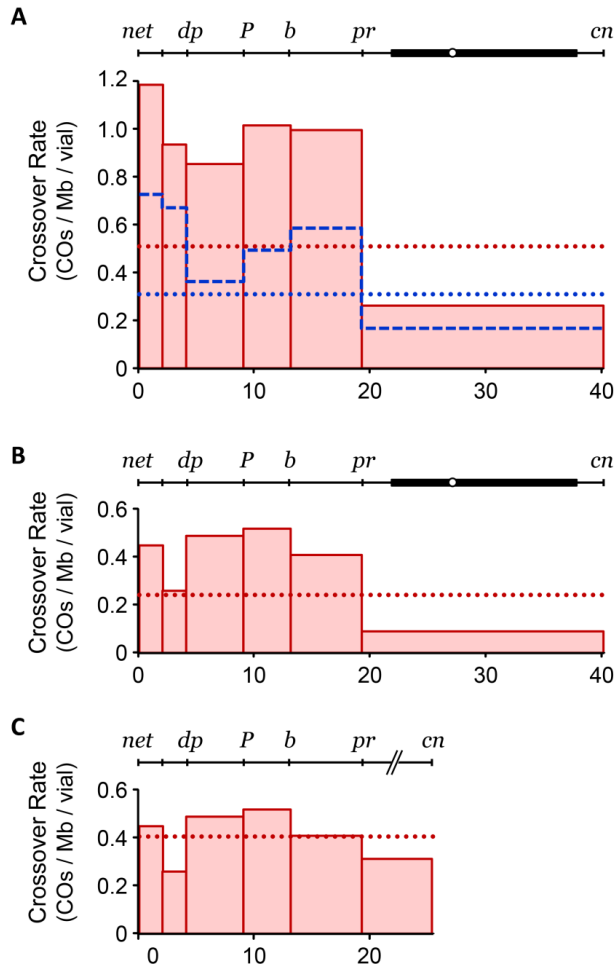 A
net dp P b pr cn
Crossover Rate
(COs / Mb / vial)
1.2
1.0
0.8
0.6
0.4
0.2
0
0 10 20 30 40
B
net dp P b pr cn
Crossover Rate
(COs / Mb / vial)
0.6
0.4
0.2
0
0 10 20 30 40
C
net dp P b pr cn
Crossover Rate
(COs / Mb / vial)
0.6
0.4
0.2
0
0 10 20